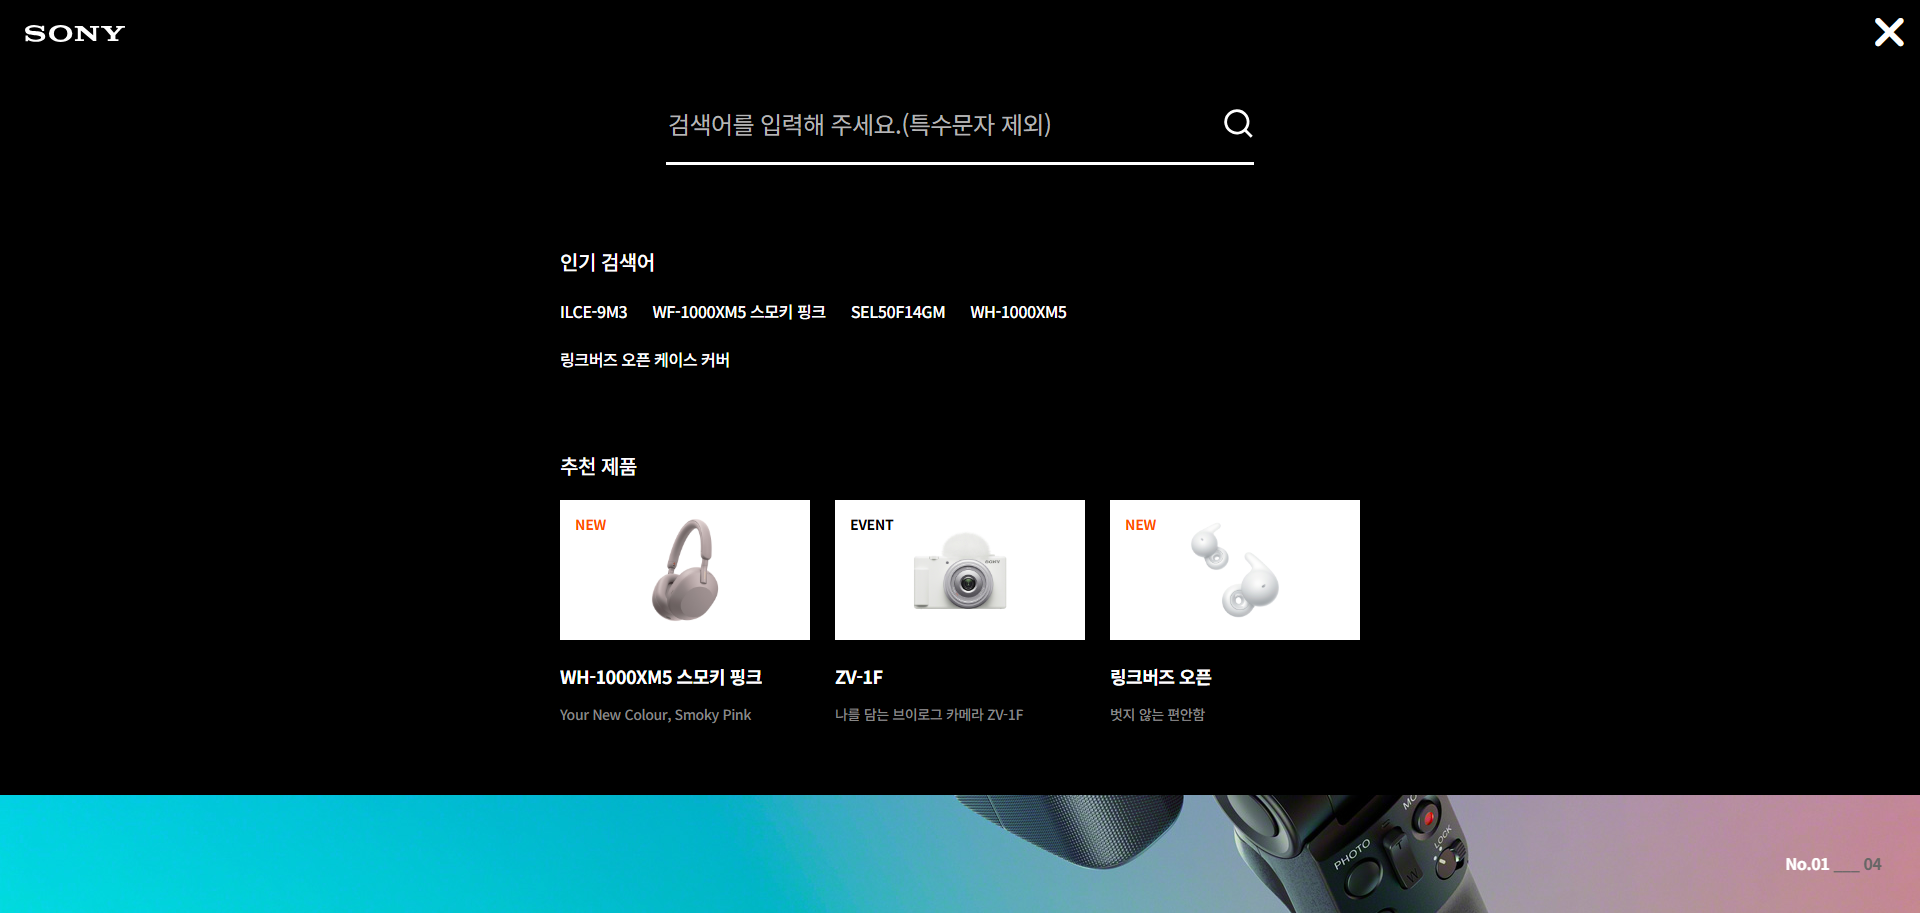 SONY
검색어를 입력해 주세요.(특수문자 제외)
인기 검색어
ILCE-9M3 WF-1000XM5 스모키 핑크 SEL50F14GM WH-1000XM5
링크버즈 오픈 케이스 커버
추천 제품
NEW
EVENT
SONY
NEW
WH-1000XM5 스모키 핑크
ZV-1F
링크버즈 오픈
Your New Colour, Smoky Pink
나를 담는 브이로그 카메라 ZV-1F
벗지 않는 편안함
PHOTO
T
W
LOCK
No.01 ___ 04